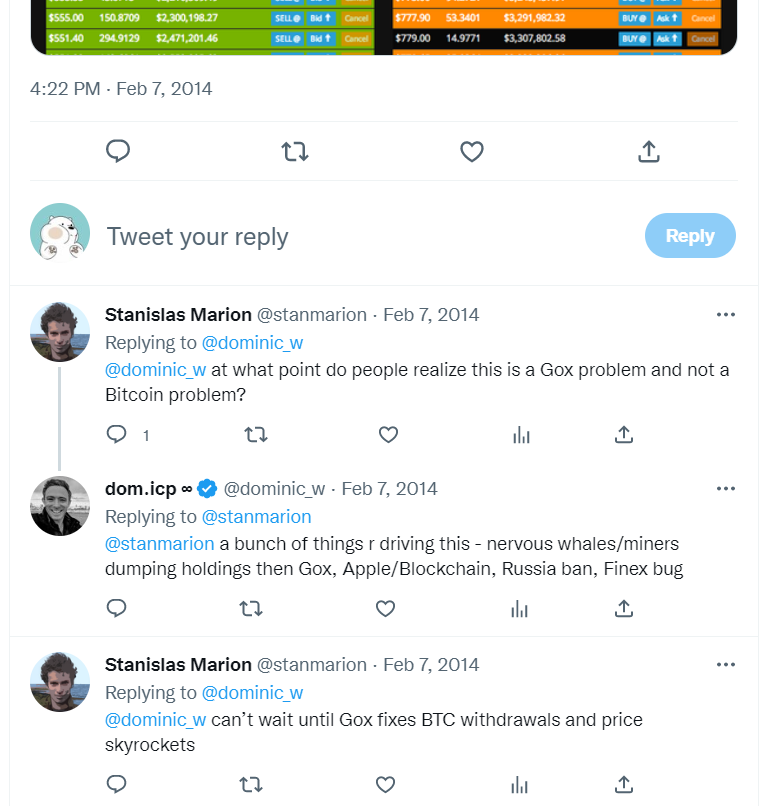 $555.00 150.8709 $2,300,198.27 SELL@ Bid ↑ Cancel $777.90 53.3401 $3,291,982.32 BUY@ Ask ↑ Cancel
$551.40 294.9129 $2,471,201.46 SELL@ Bid ↑ Cancel $779.00 14.9771 $3,307,802.58 BUY@ Ask ↑ Cancel
4:22 PM · Feb 7, 2014
Tweet your reply
Reply
Stanislas Marion @stanmarion · Feb 7, 2014
Replying to @dominic_w
@dominic_w at what point do people realize this is a Gox problem and not a
Bitcoin problem?
1
dom.icp ∞ @dominic_w · Feb 7, 2014
Replying to @stanmarion
@stanmarion a bunch of things r driving this - nervous whales/miners
dumping holdings then Gox, Apple/Blockchain, Russia ban, Finex bug
Stanislas Marion @stanmarion · Feb 7, 2014
Replying to @dominic_w
@dominic_w can't wait until Gox fixes BTC withdrawals and price
skyrockets